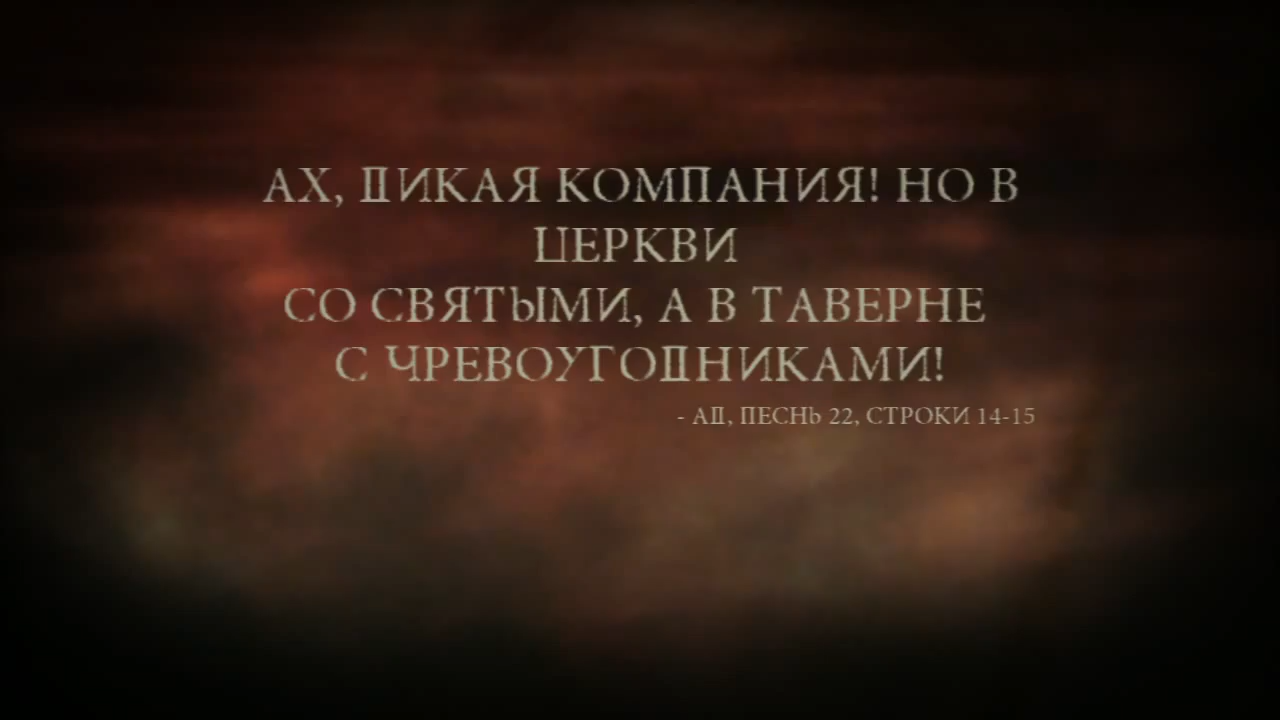 АХ, ДИКАЯ КОМПАНИЯ! НО В
ЦЕРКВИ
СО СВЯТЫМИ, А В ТАВЕРНЕ
С ЧРЕВОУГОДНИКАМИ!
- АД, ПЕСНЬ 22, СТРОКИ 14-15